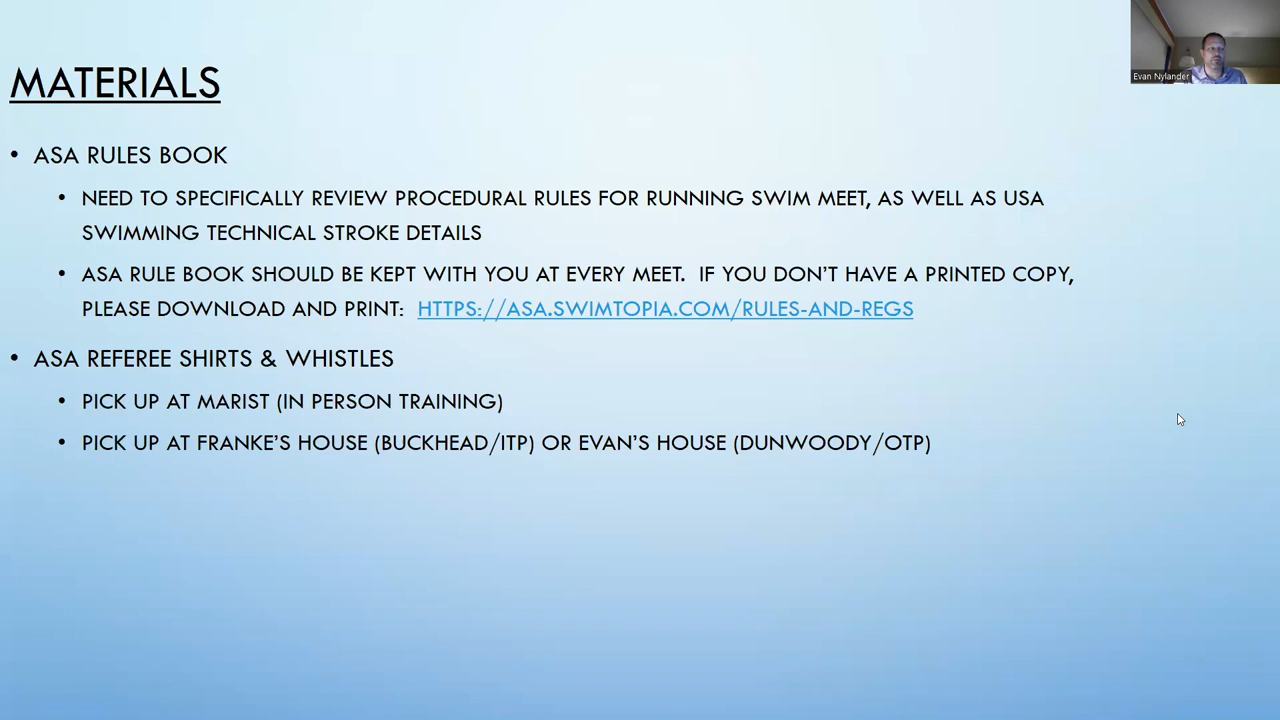 Evan Nylander
MATERIALS
• ASA RULES BOOK
• NEED TO SPECIFICALLY REVIEW PROCEDURAL RULES FOR RUNNING SWIM MEET, AS WELL AS USA
SWIMMING TECHNICAL STROKE DETAILS
• ASA RULE BOOK SHOULD BE KEPT WITH YOU AT EVERY MEET.  IF YOU DON'T HAVE A PRINTED COPY,
PLEASE DOWNLOAD AND PRINT:  HTTPS://ASA.SWIMTOPIA.COM/RULES-AND-REGS
• ASA REFEREE SHIRTS & WHISTLES
• PICK UP AT MARIST (IN PERSON TRAINING)
• PICK UP AT FRANKE'S HOUSE (BUCKHEAD/ITP) OR EVAN'S HOUSE (DUNWOODY/OTP)